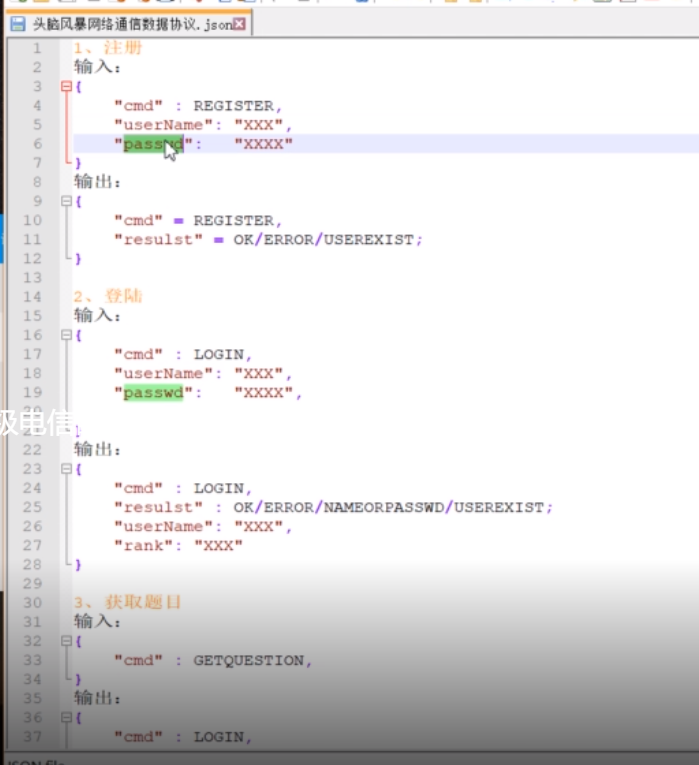 头脑风暴网络通信数据协议.json
1 1、注册
2 输入:
3 {
4 "cmd" : REGISTER,
5 "userName": "XXX",
6 "passwd": "XXXX"
7 }
8 输出:
9 {
10 "cmd" = REGISTER,
11 "resulst" = OK/ERROR/USEREXIST;
12 }
13
14 2、登陆
15 输入:
16 {
17 "cmd" : LOGIN,
18 "userName": "XXX",
19 "passwd": "XXXX",
级电信
22 输出:
23 {
24 "cmd" : LOGIN,
25 "resulst" : OK/ERROR/NAMEORPASSWD/USEREXIST;
26 "userName": "XXX",
27 "rank": "XXX"
28 }
29
30 3、获取题目
31 输入:
32 {
33 "cmd" : GETQUESTION,
34 }
35 输出:
36 {
37 "cmd" : LOGIN,